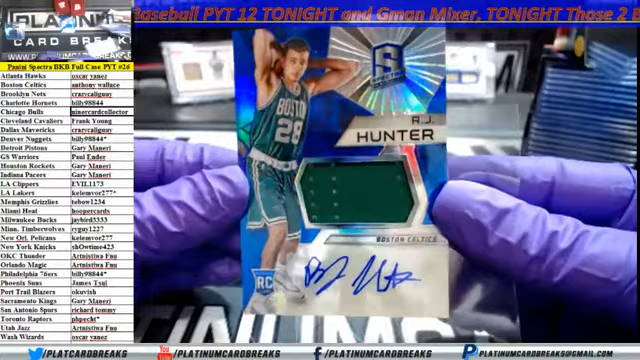 Baseball PYT 12 TONIGHT and Gman Mixer, TONIGHT Those 2
PLATINUM
CARD BREAKS
Panini Spectra BKB Full Case PYT #26
Atlanta Hawks oscar yanez
Boston Celtics anthony wallace
Brooklyn Nets crazycaliguy
Charlotte Hornets billy98844
Chicago Bulls minercardcollector
Cleveland Cavaliers Frank Young
Dallas Mavericks crazycaliguy
Denver Nuggets billy98844*
Detroit Pistons Gary Maneri
GS Warriors Paul Ender
Houston Rockets Gary Maneri
Indiana Pacers Gary Maneri
LA Clippers EVIL1173
LA Lakers kelemvor277*
Memphis Grizzlies tebow1234
Miami Heat hoopercards
Milwaukee Bucks jaybird3333
Minn. Timberwolves ryguy1227
New Orl. Pelicans kelemvor277
New York Knicks sh0wtime423
OKC Thunder Artnistiwa Fnu
Orlando Magic Artnistiwa Fnu
Philadelphia 76ers billy98844*
Phoenix Suns James Tsui
Port Trail Blazers okuvish
Sacramento Kings Gary Maneri
San Antonio Spurs richard tommy
Toronto Raptors phpecht*
Utah Jazz Artnistiwa Fnu
Wash Wizards oscar yanez
BOSTON
28
S
SPECTRA
R.J.
HUNTER
BOSTON CELTICS
RC
/PLATCARDBREAKS /PLATINUMCARDBREAKS /PLATINUMCARDBREAKS PLATINUMCARDBREAKS@GMAIL.COM